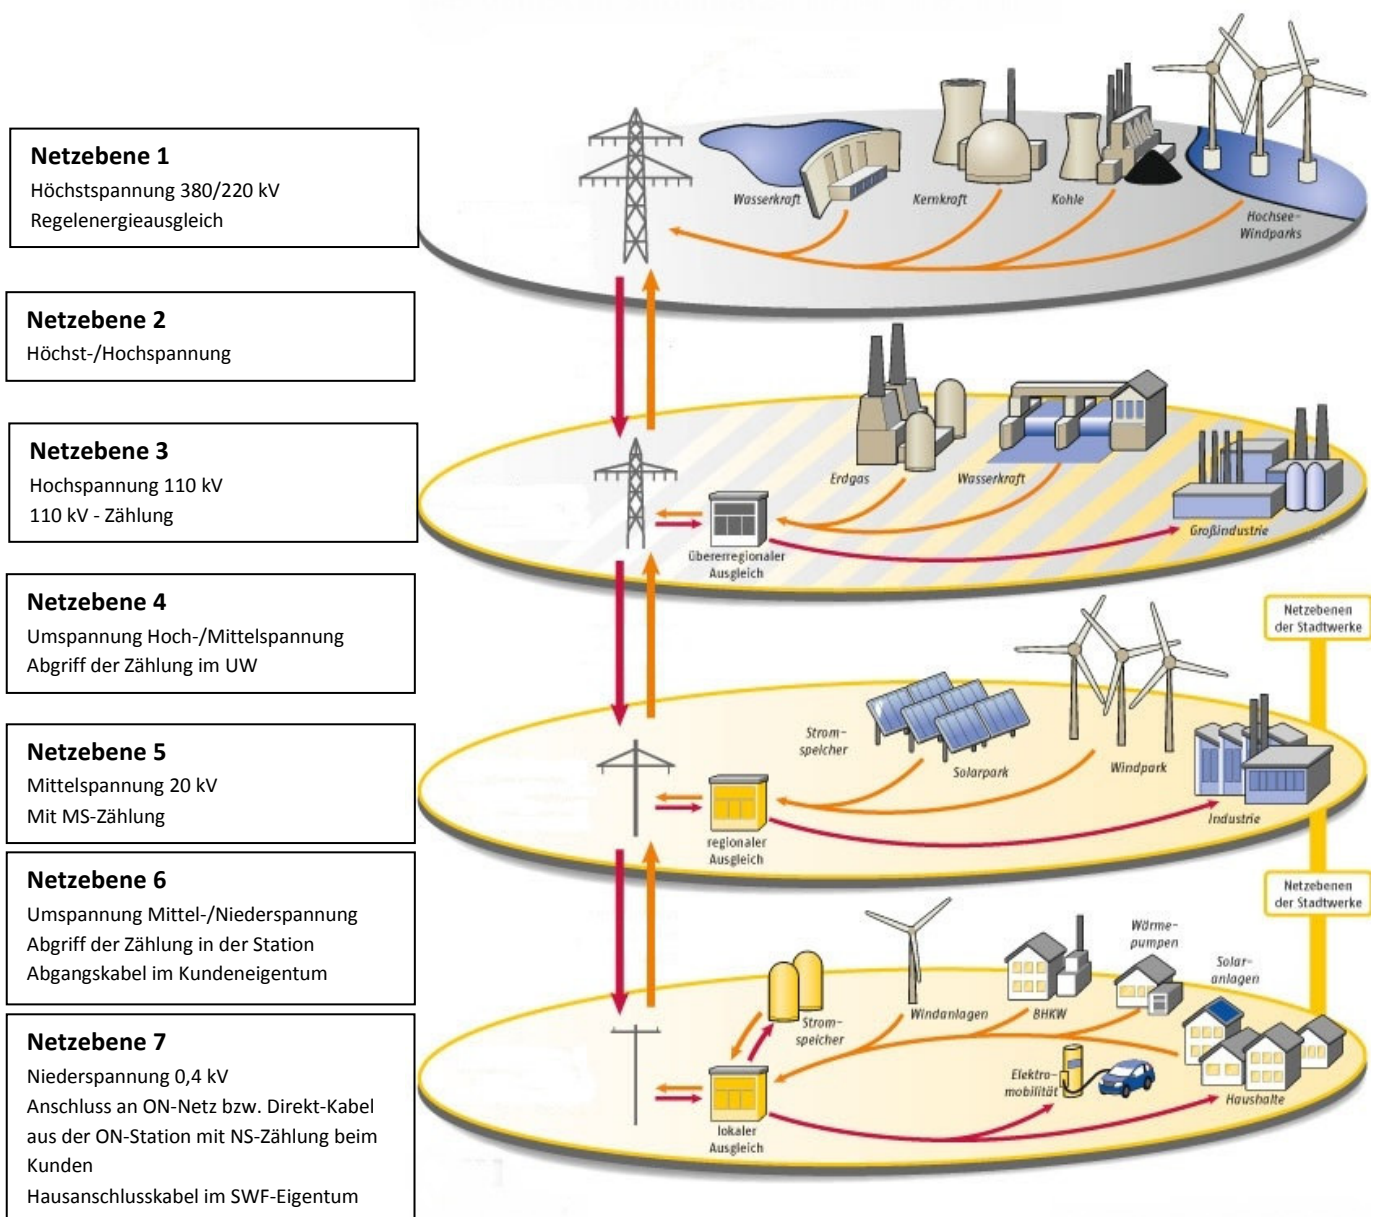 Netzebene 1
Höchstspannung 380/220 kV
Regelenergieausgleich
Wasserkraft
Kernkraft
Kohle
Hochsee-
Windparks
Netzebene 2
Höchst-/Hochspannung
Netzebene 3
Hochspannung 110 kV
110 kV - Zählung
Erdgas
Wasserkraft
Großindustrie
übererregionaler
Ausgleich
Netzebene 4
Umspannung Hoch-/Mittelspannung
Abgriff der Zählung im UW
Netzebenen
der Stadtwerke
Netzebene 5
Mittelspannung 20 kV
Mit MS-Zählung
Strom-
speicher
Solarpark
Windpark
Industrie
regionaler
Ausgleich
Netzebene 6
Umspannung Mittel-/Niederspannung
Abgriff der Zählung in der Station
Abgangskabel im Kundeneigentum
Netzebenen
der Stadtwerke
Netzebene 7
Niederspannung 0,4 kV
Anschluss an ON-Netz bzw. Direkt-Kabel
aus der ON-Station mit NS-Zählung beim
Kunden
Hausanschlusskabel im SWF-Eigentum
Strom-
speicher
Windanlagen
BHKW
Wärme-
pumpen
Solar-
anlagen
Elektro-
mobilität
Haushalte
lokaler
Ausgleich